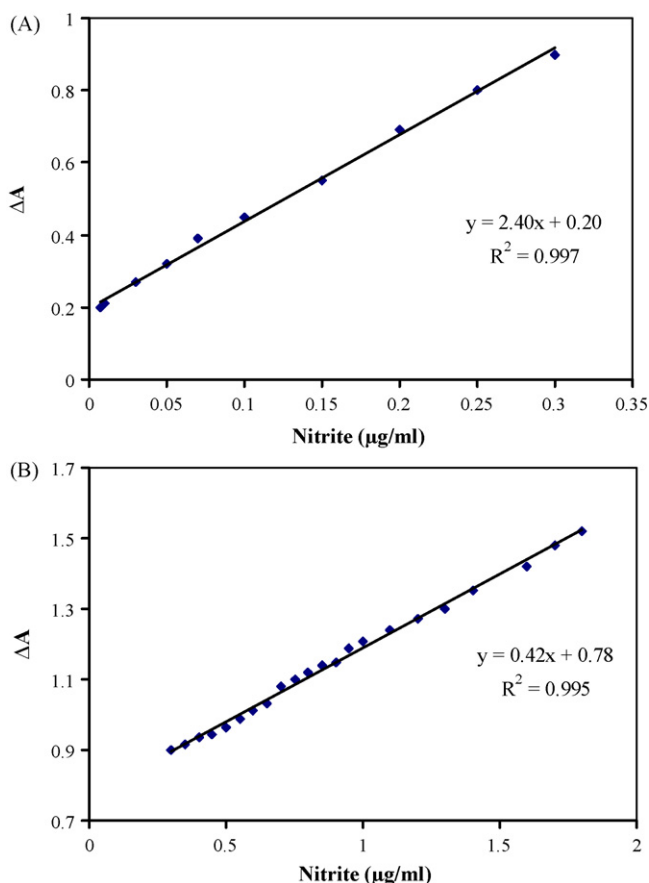 (A)
1
0.8
0.6
ΔA
0.4
0.2
0
y = 2.40x + 0.20
R² = 0.997
0 0.05 0.1 0.15 0.2 0.25 0.3 0.35
Nitrite (µg/ml)
(B)
1.7
1.5
1.3
ΔA
1.1
0.9
0.7
y = 0.42x + 0.78
R² = 0.995
0 0.5 1 1.5 2
Nitrite (µg/ml)